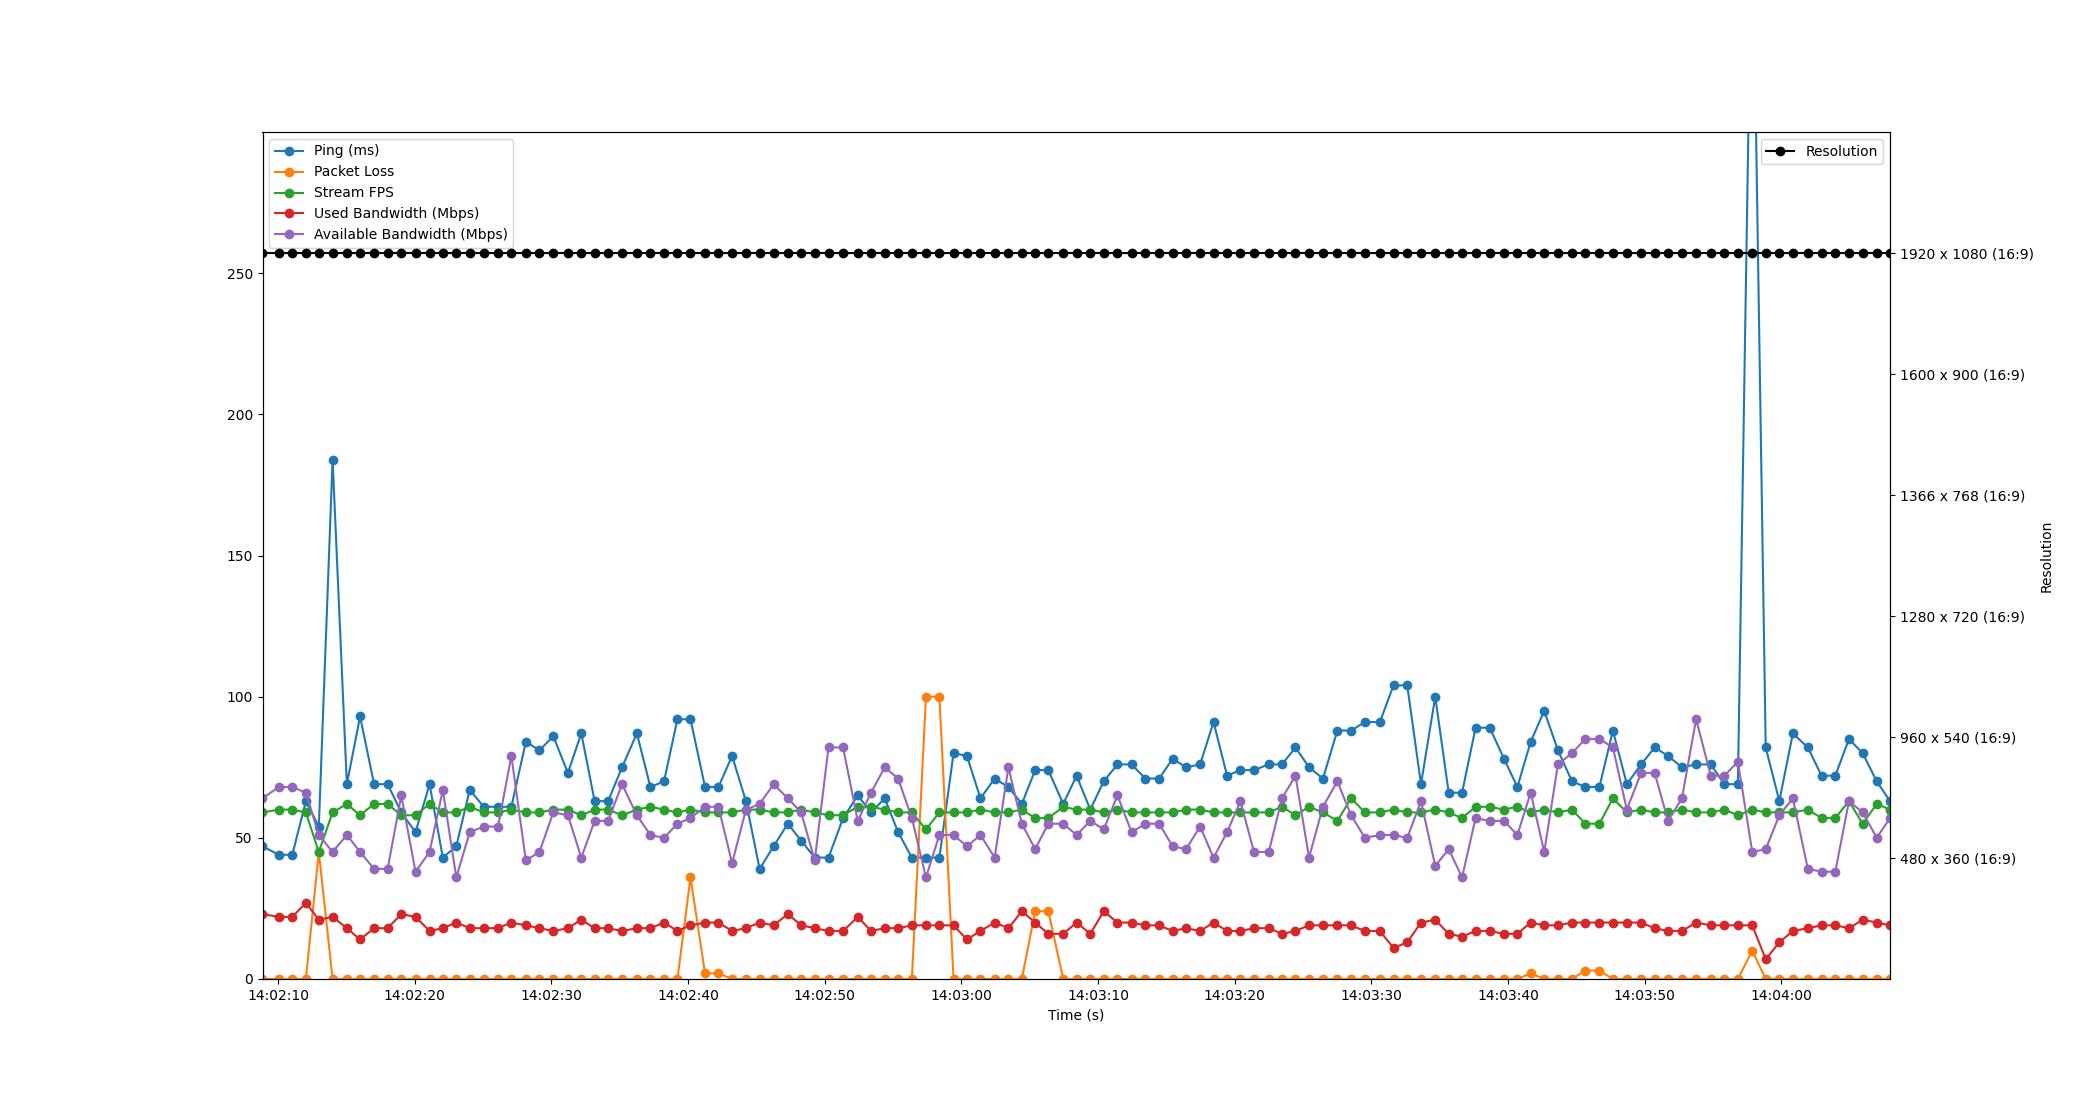 Ping (ms)
Packet Loss
Stream FPS
Used Bandwidth (Mbps)
Available Bandwidth (Mbps)
Resolution
250
200
150
100
50
0
1920 x 1080 (16:9)
1600 x 900 (16:9)
1366 x 768 (16:9)
1280 x 720 (16:9)
960 x 540 (16:9)
480 x 360 (16:9)
Resolution
14:02:10
14:02:20
14:02:30
14:02:40
14:02:50
14:03:00
14:03:10
14:03:20
14:03:30
14:03:40
14:03:50
14:04:00
Time (s)